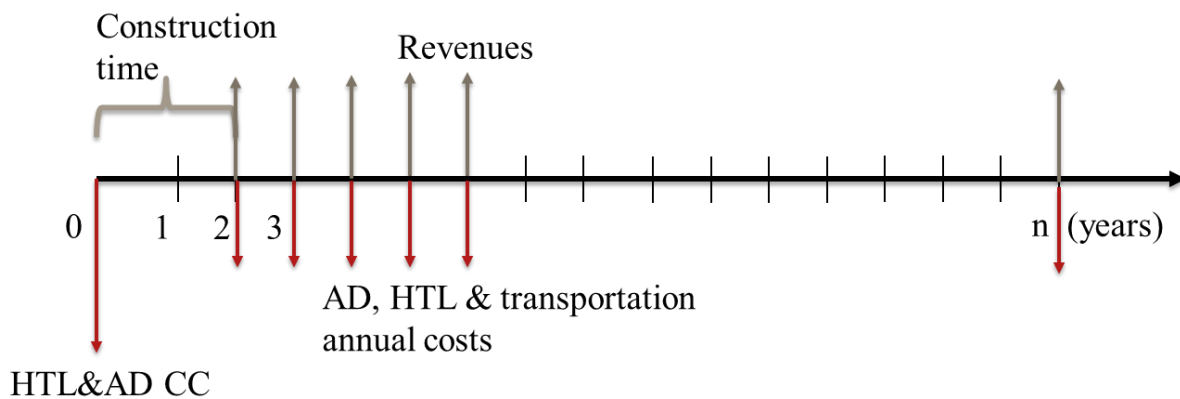 Construction
time
Revenues
0
1
2
3
n
(years)
AD, HTL & transportation
annual costs
HTL&AD CC